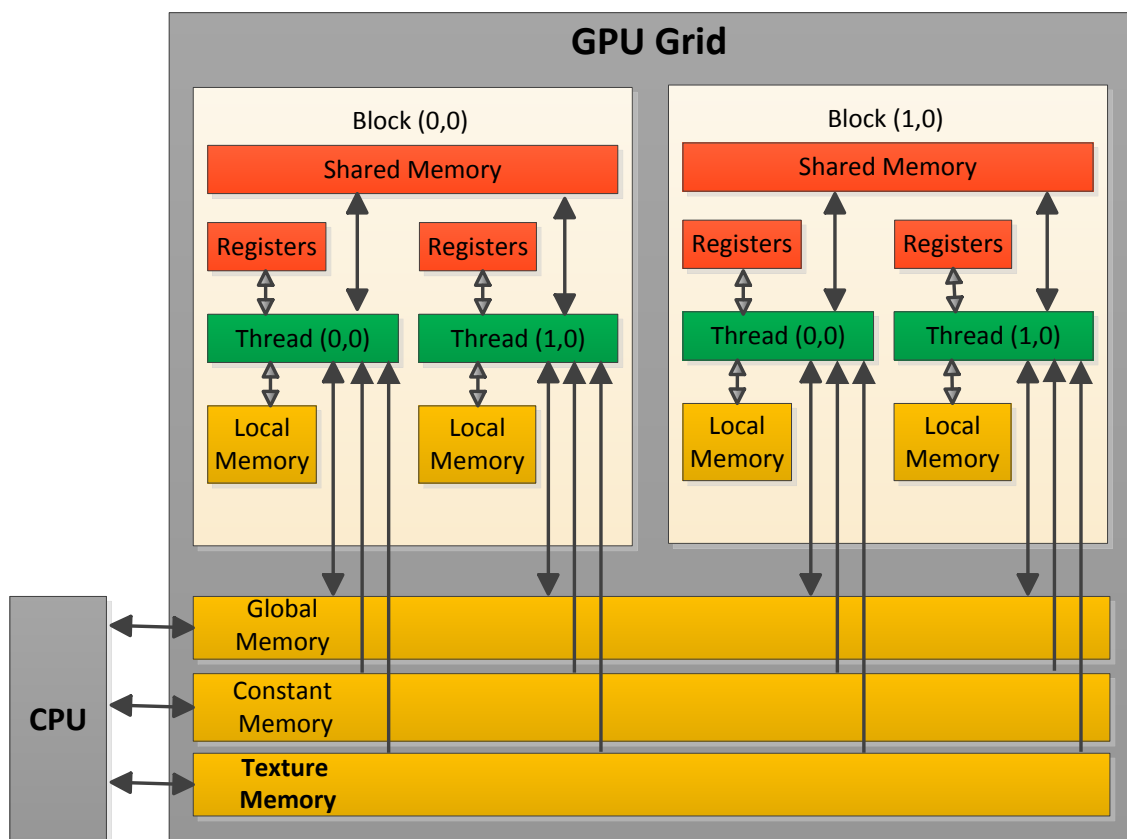 GPU Grid
Block (0,0)
Shared Memory
Registers
Registers
Thread (0,0)
Thread (1,0)
Local
Memory
Local
Memory
Block (1,0)
Shared Memory
Registers
Registers
Thread (0,0)
Thread (1,0)
Local
Memory
Local
Memory
CPU
Global
Memory
Constant
Memory
Texture
Memory